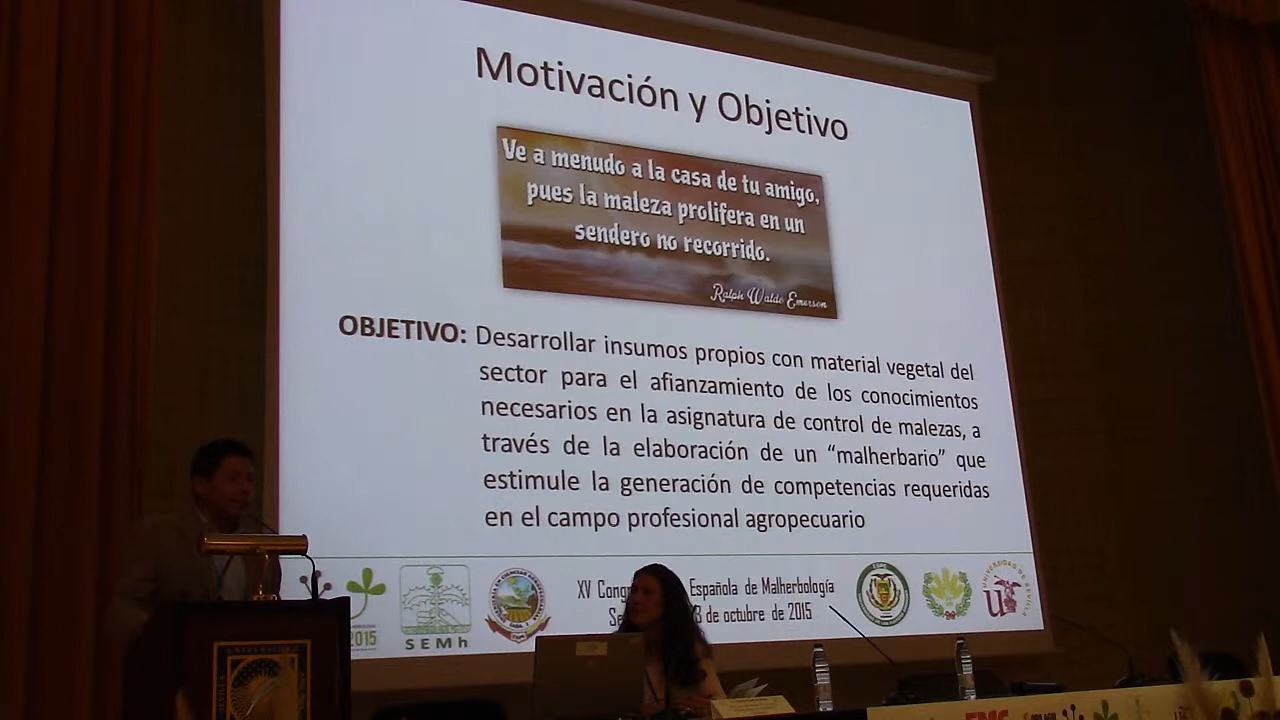 Motivación y Objetivo
Ve a menudo a la casa de tu amigo,
pues la maleza prolifera en un
sendero no recorrido.
Ralph Waldo Emerson
OBJETIVO: Desarrollar insumos propios con material vegetal del
sector para el afianzamiento de los conocimientos
necesarios en la asignatura de control de malezas, a
través de la elaboración de un “malherbario” que
estimule la generación de competencias requeridas
en el campo profesional agropecuario
XV Española de Malherbología
de octubre de 2015
2015
SEMh